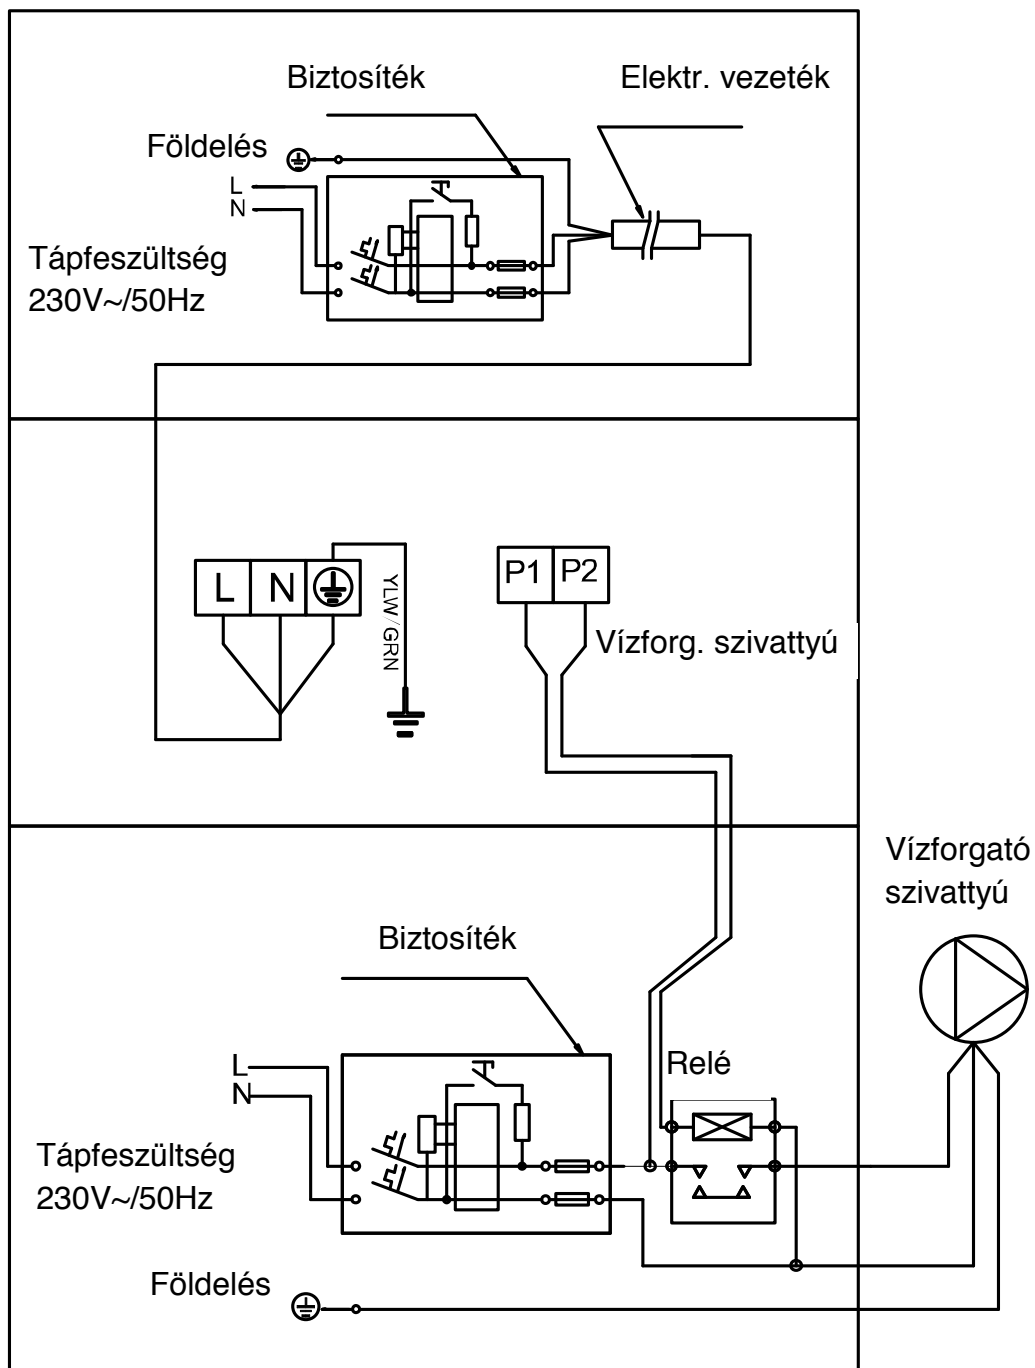 Biztosíték
Elektr. vezeték
Földelés
L
N
Tápfeszültség
230V~/50Hz
L N
YLW/GRN
P1 P2
Vízforg. szivattyú
Vízforgató
szivattyú
Biztosíték
Relé
L
N
Tápfeszültség
230V~/50Hz
Földelés